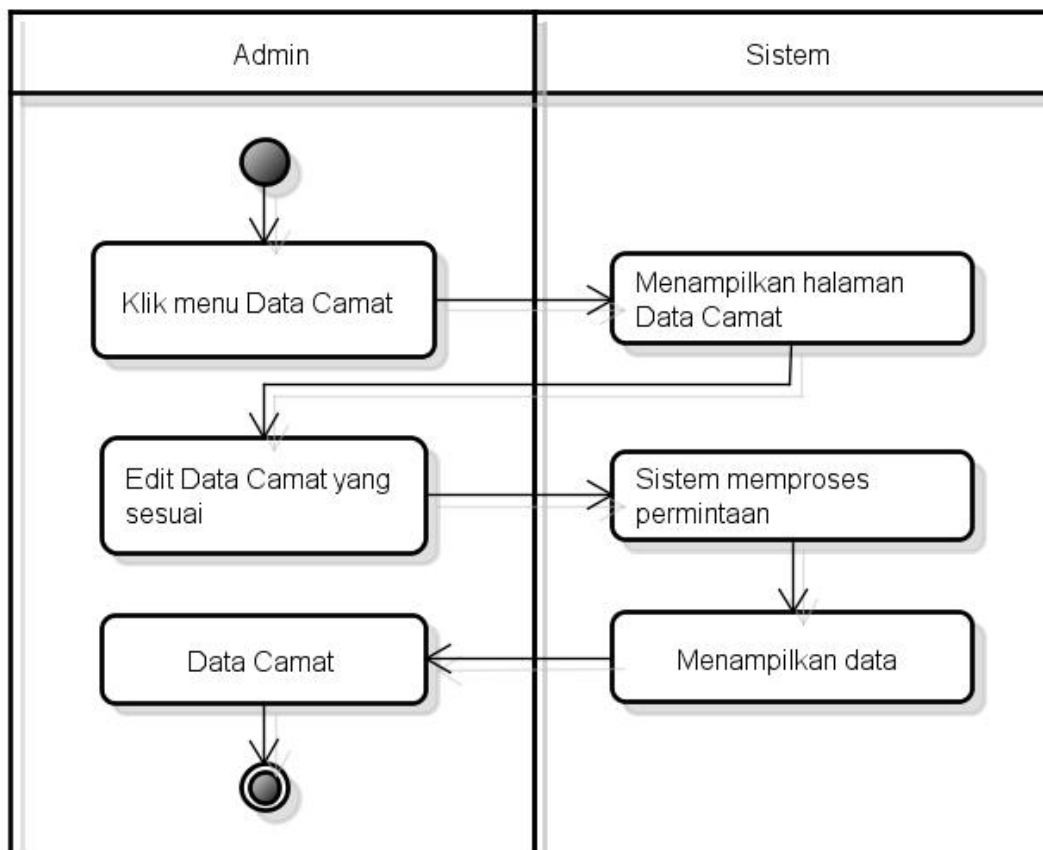 Admin
Sistem
Klik menu Data Camat
Menampilkan halaman
Data Camat
Edit Data Camat yang
sesuai
Sistem memproses
permintaan
Menampilkan data
Data Camat